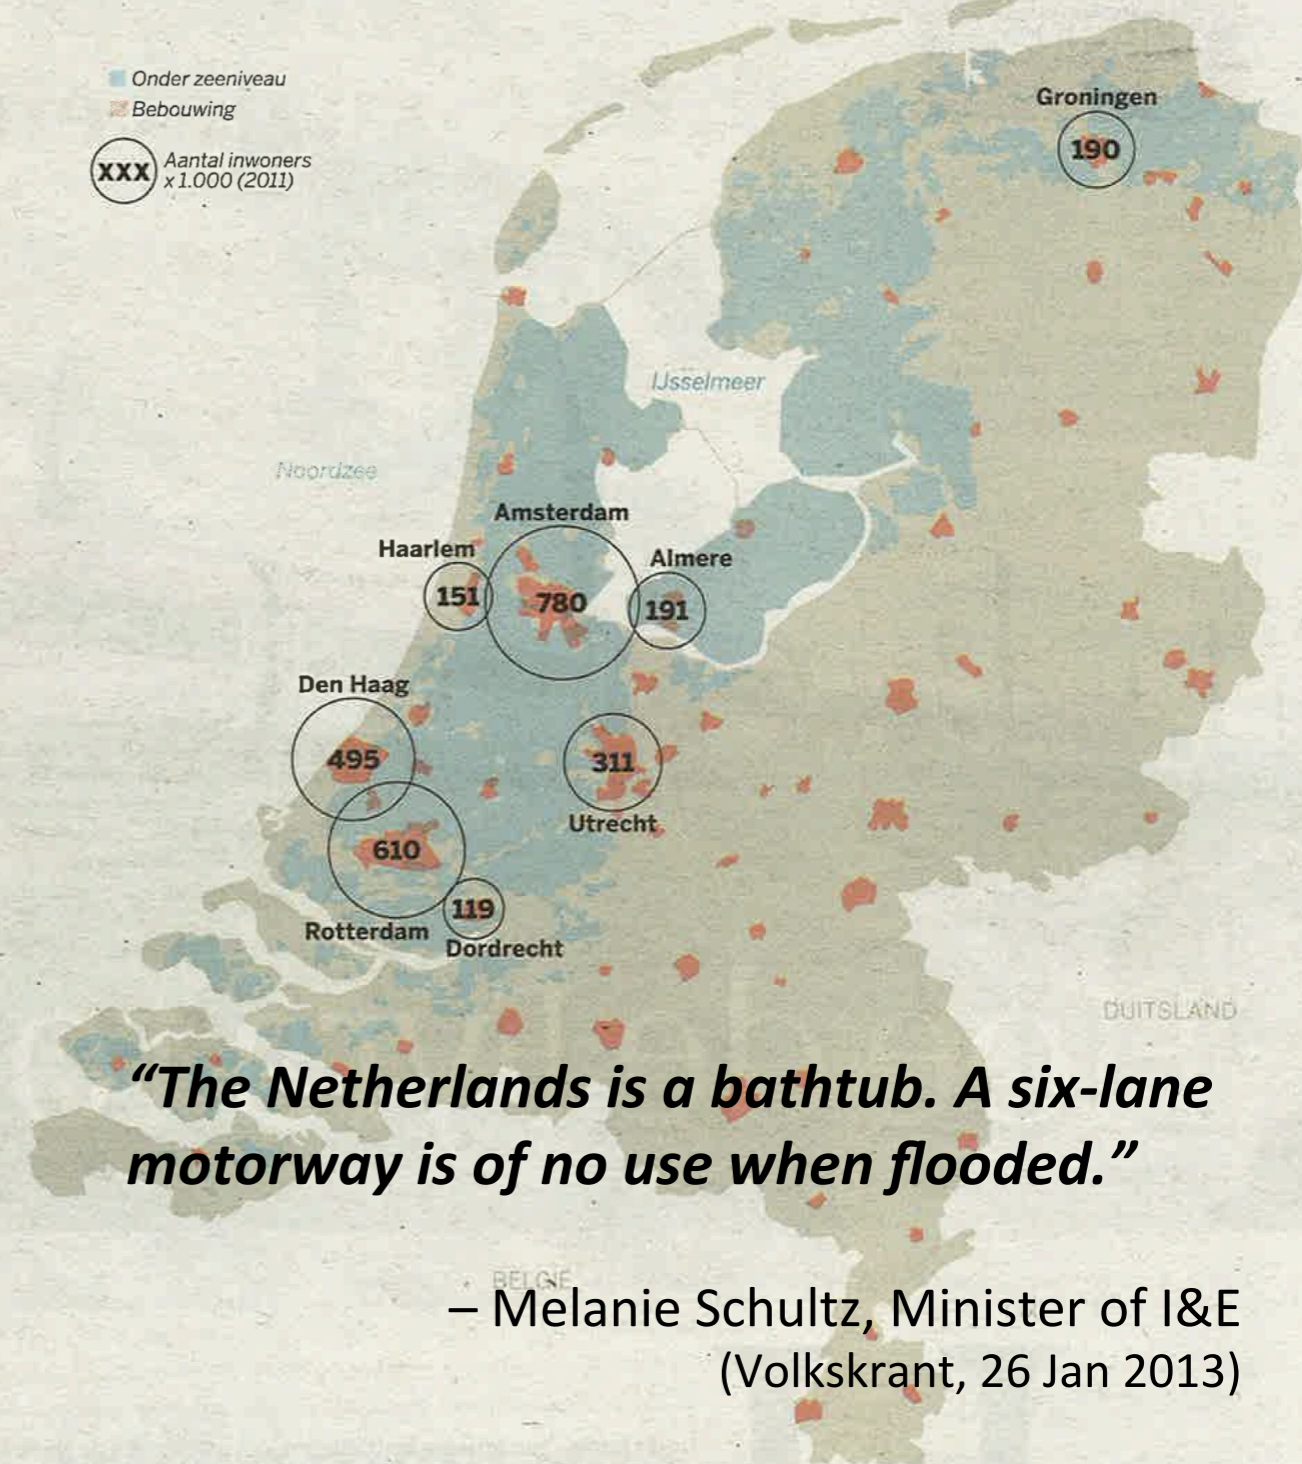 Onder zeeniveau
Bebouwing
xxx
Aantal inwoners
x 1.000 (2011)
Groningen
190
IJsselmeer
Noordzee
Amsterdam
780
Haarlem
151
Almere
191
Den Haag
495
311
Utrecht
610
Rotterdam
119
Dordrecht
DUITSLAND
“The Netherlands is a bathtub. A six-lane
motorway is of no use when flooded.”
BELGIE
– Melanie Schultz, Minister of I&E
(Volkskrant, 26 Jan 2013)